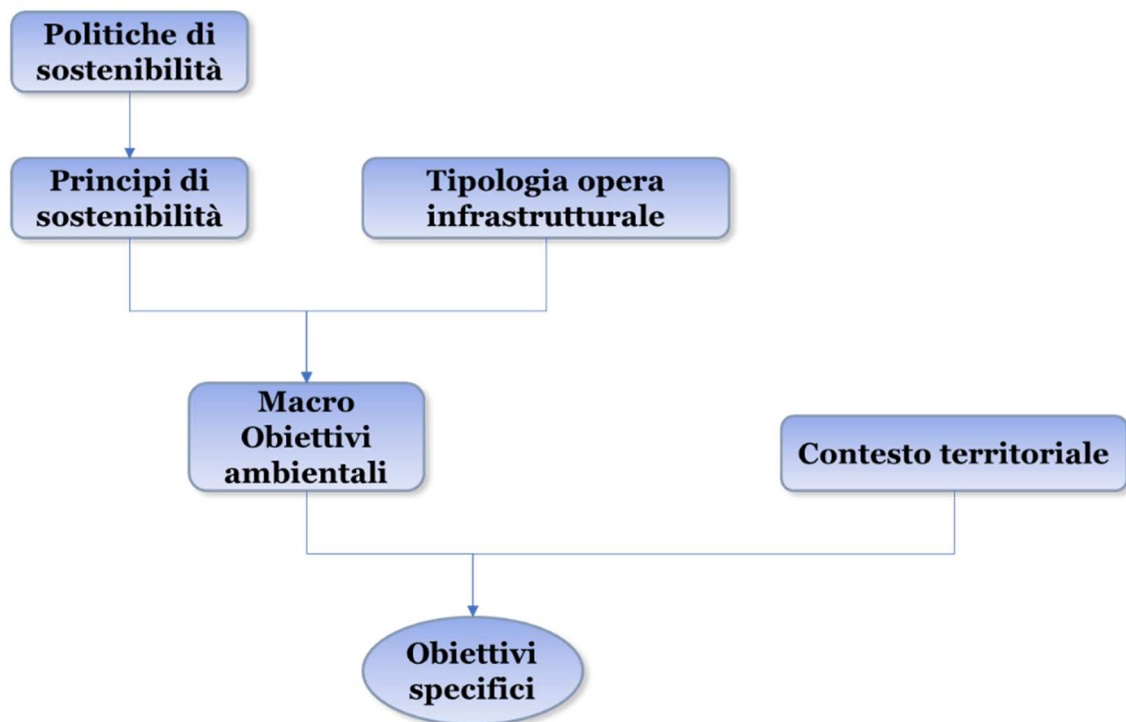 Politiche di
sostenibilità
Principi di
sostenibilità
Tipologia opera
infrastrutturale
Macro
Obiettivi
ambientali
Contesto territoriale
Obiettivi
specifici